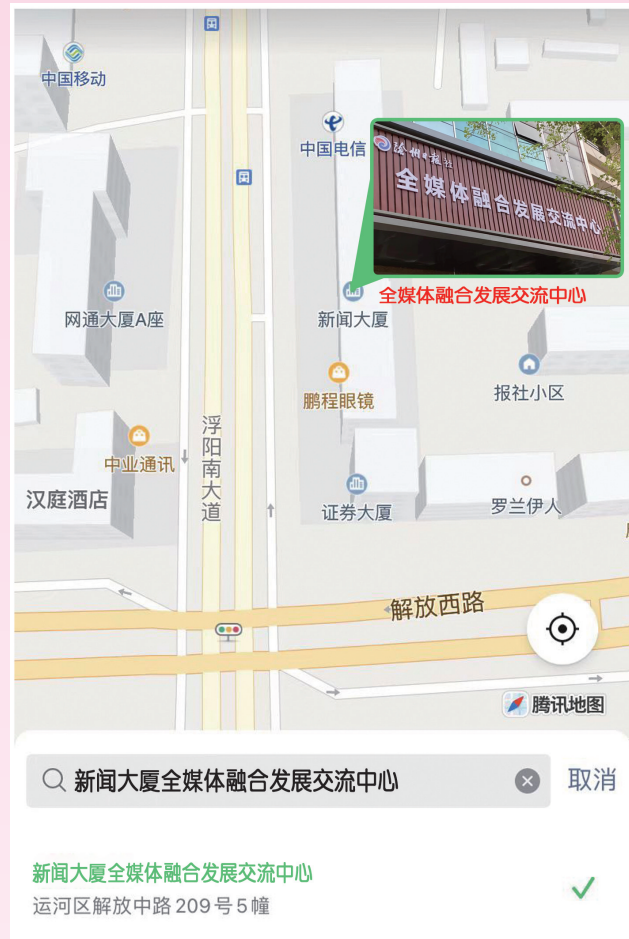 中国移动
中国电信
沧州日报社
全媒体融合发展交流中心
全媒体融合发展交流中心
网通大厦A座
新闻大厦
鹏程眼镜
报社小区
中业通讯
浮阳南大道
汉庭酒店
证券大厦
罗兰伊人
解放西路
腾讯地图
新闻大厦全媒体融合发展交流中心
取消
新闻大厦全媒体融合发展交流中心
运河区解放中路209号5幢